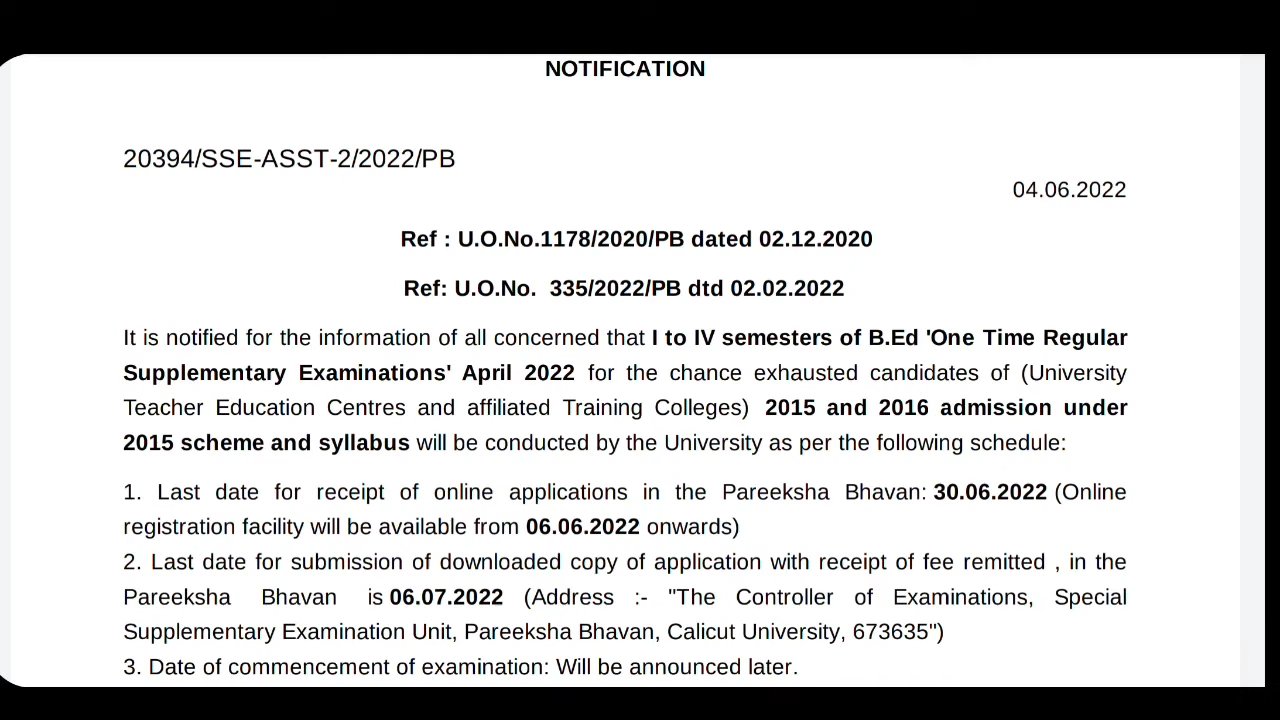 NOTIFICATION
20394/SSE-ASST-2/2022/PB
04.06.2022
Ref : U.O.No.1178/2020/PB dated 02.12.2020
Ref: U.O.No.  335/2022/PB dtd 02.02.2022
It is notified for the information of all concerned that I to IV semesters of B.Ed 'One Time Regular
Supplementary Examinations' April 2022 for the chance exhausted candidates of (University
Teacher Education Centres and affiliated Training Colleges) 2015 and 2016 admission under
2015 scheme and syllabus will be conducted by the University as per the following schedule:
1. Last date for receipt of online applications in the Pareeksha Bhavan: 30.06.2022 (Online
registration facility will be available from 06.06.2022 onwards)
2. Last date for submission of downloaded copy of application with receipt of fee remitted , in the
Pareeksha Bhavan is 06.07.2022 (Address :- "The Controller of Examinations, Special
Supplementary Examination Unit, Pareeksha Bhavan, Calicut University, 673635")
3. Date of commencement of examination: Will be announced later.